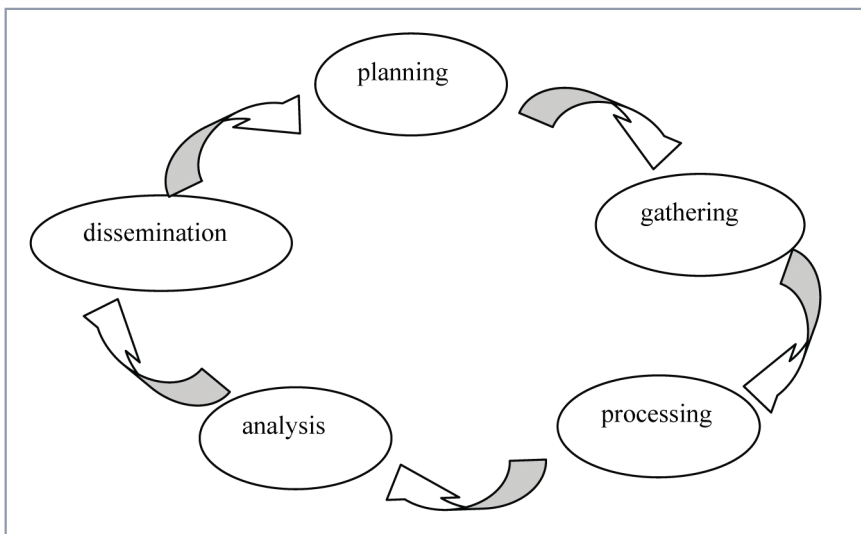 planning
gathering
processing
analysis
dissemination